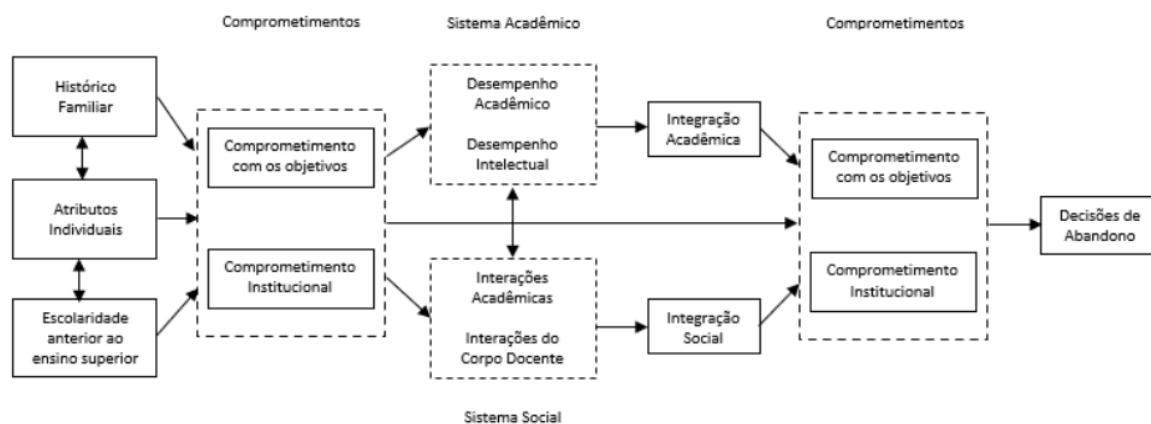 Comprometimentos
Sistema Acadêmico
Comprometimentos
Histórico
Familiar
Atributos
Individuais
Escolaridade
anterior ao
ensino superior
Comprometimento
com os objetivos
Comprometimento
Institucional
Desempenho
Acadêmico
Desempenho
Intelectual
Interações
Acadêmicas
Interações do
Corpo Docente
Sistema Social
Integração
Acadêmica
Integração
Social
Comprometimento
com os objetivos
Comprometimento
Institucional
Decisões de
Abandono